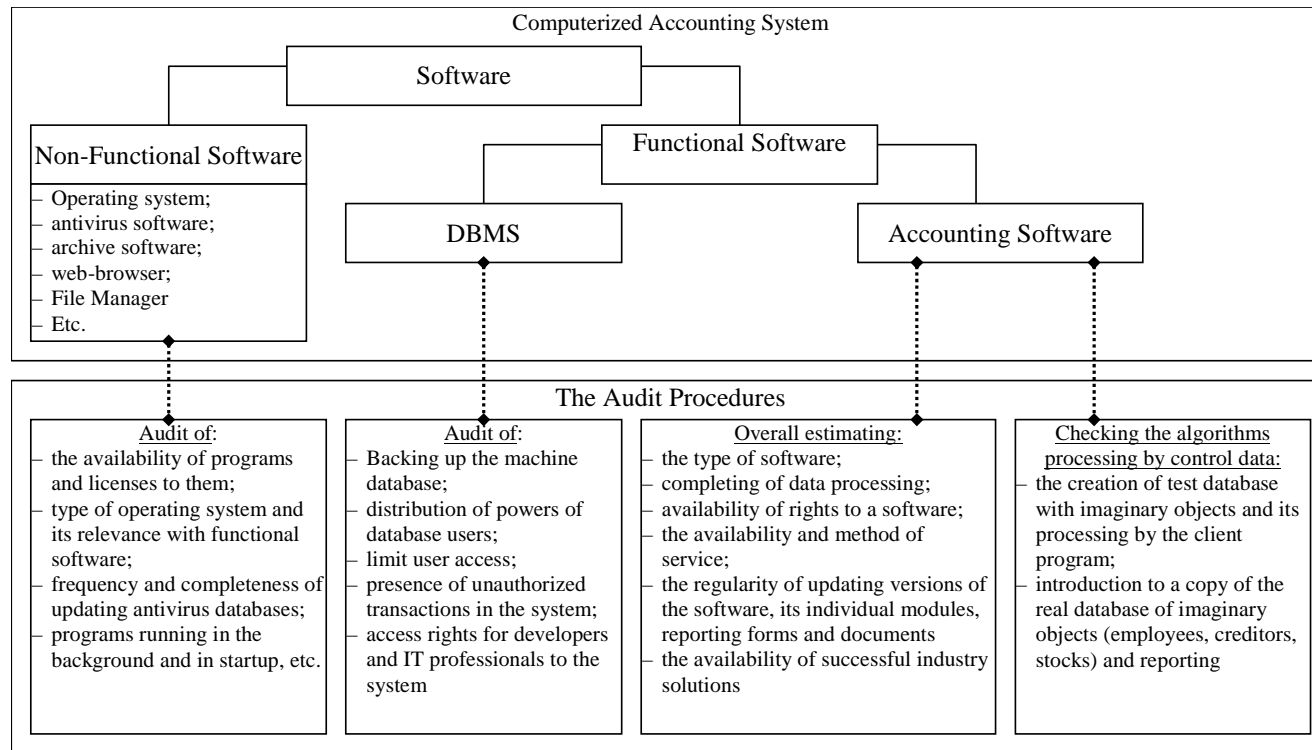 Computerized Accounting System
Software
Non-Functional Software
– Operating system;
– antivirus software;
– archive software;
– web-browser;
– File Manager
– Etc.
Functional Software
DBMS
Accounting Software
The Audit Procedures
Audit of:
– the availability of programs
and licenses to them;
– type of operating system and
its relevance with functional
software;
– frequency and completeness of
updating antivirus databases;
– programs running in the
background and in startup, etc.
Audit of:
– Backing up the machine
database;
– distribution of powers of
database users;
– limit user access;
– presence of unauthorized
transactions in the system;
– access rights for developers
and IT professionals to the
system
Overall estimating:
– the type of software;
– completing of data processing;
– availability of rights to a software;
– the availability and method of
service;
– the regularity of updating versions of
the software, its individual modules,
reporting forms and documents
– the availability of successful industry
solutions
Checking the algorithms
processing by control data:
– the creation of test database
with imaginary objects and its
processing by the client
program;
– introduction to a copy of the
real database of imaginary
objects (employees, creditors,
stocks) and reporting